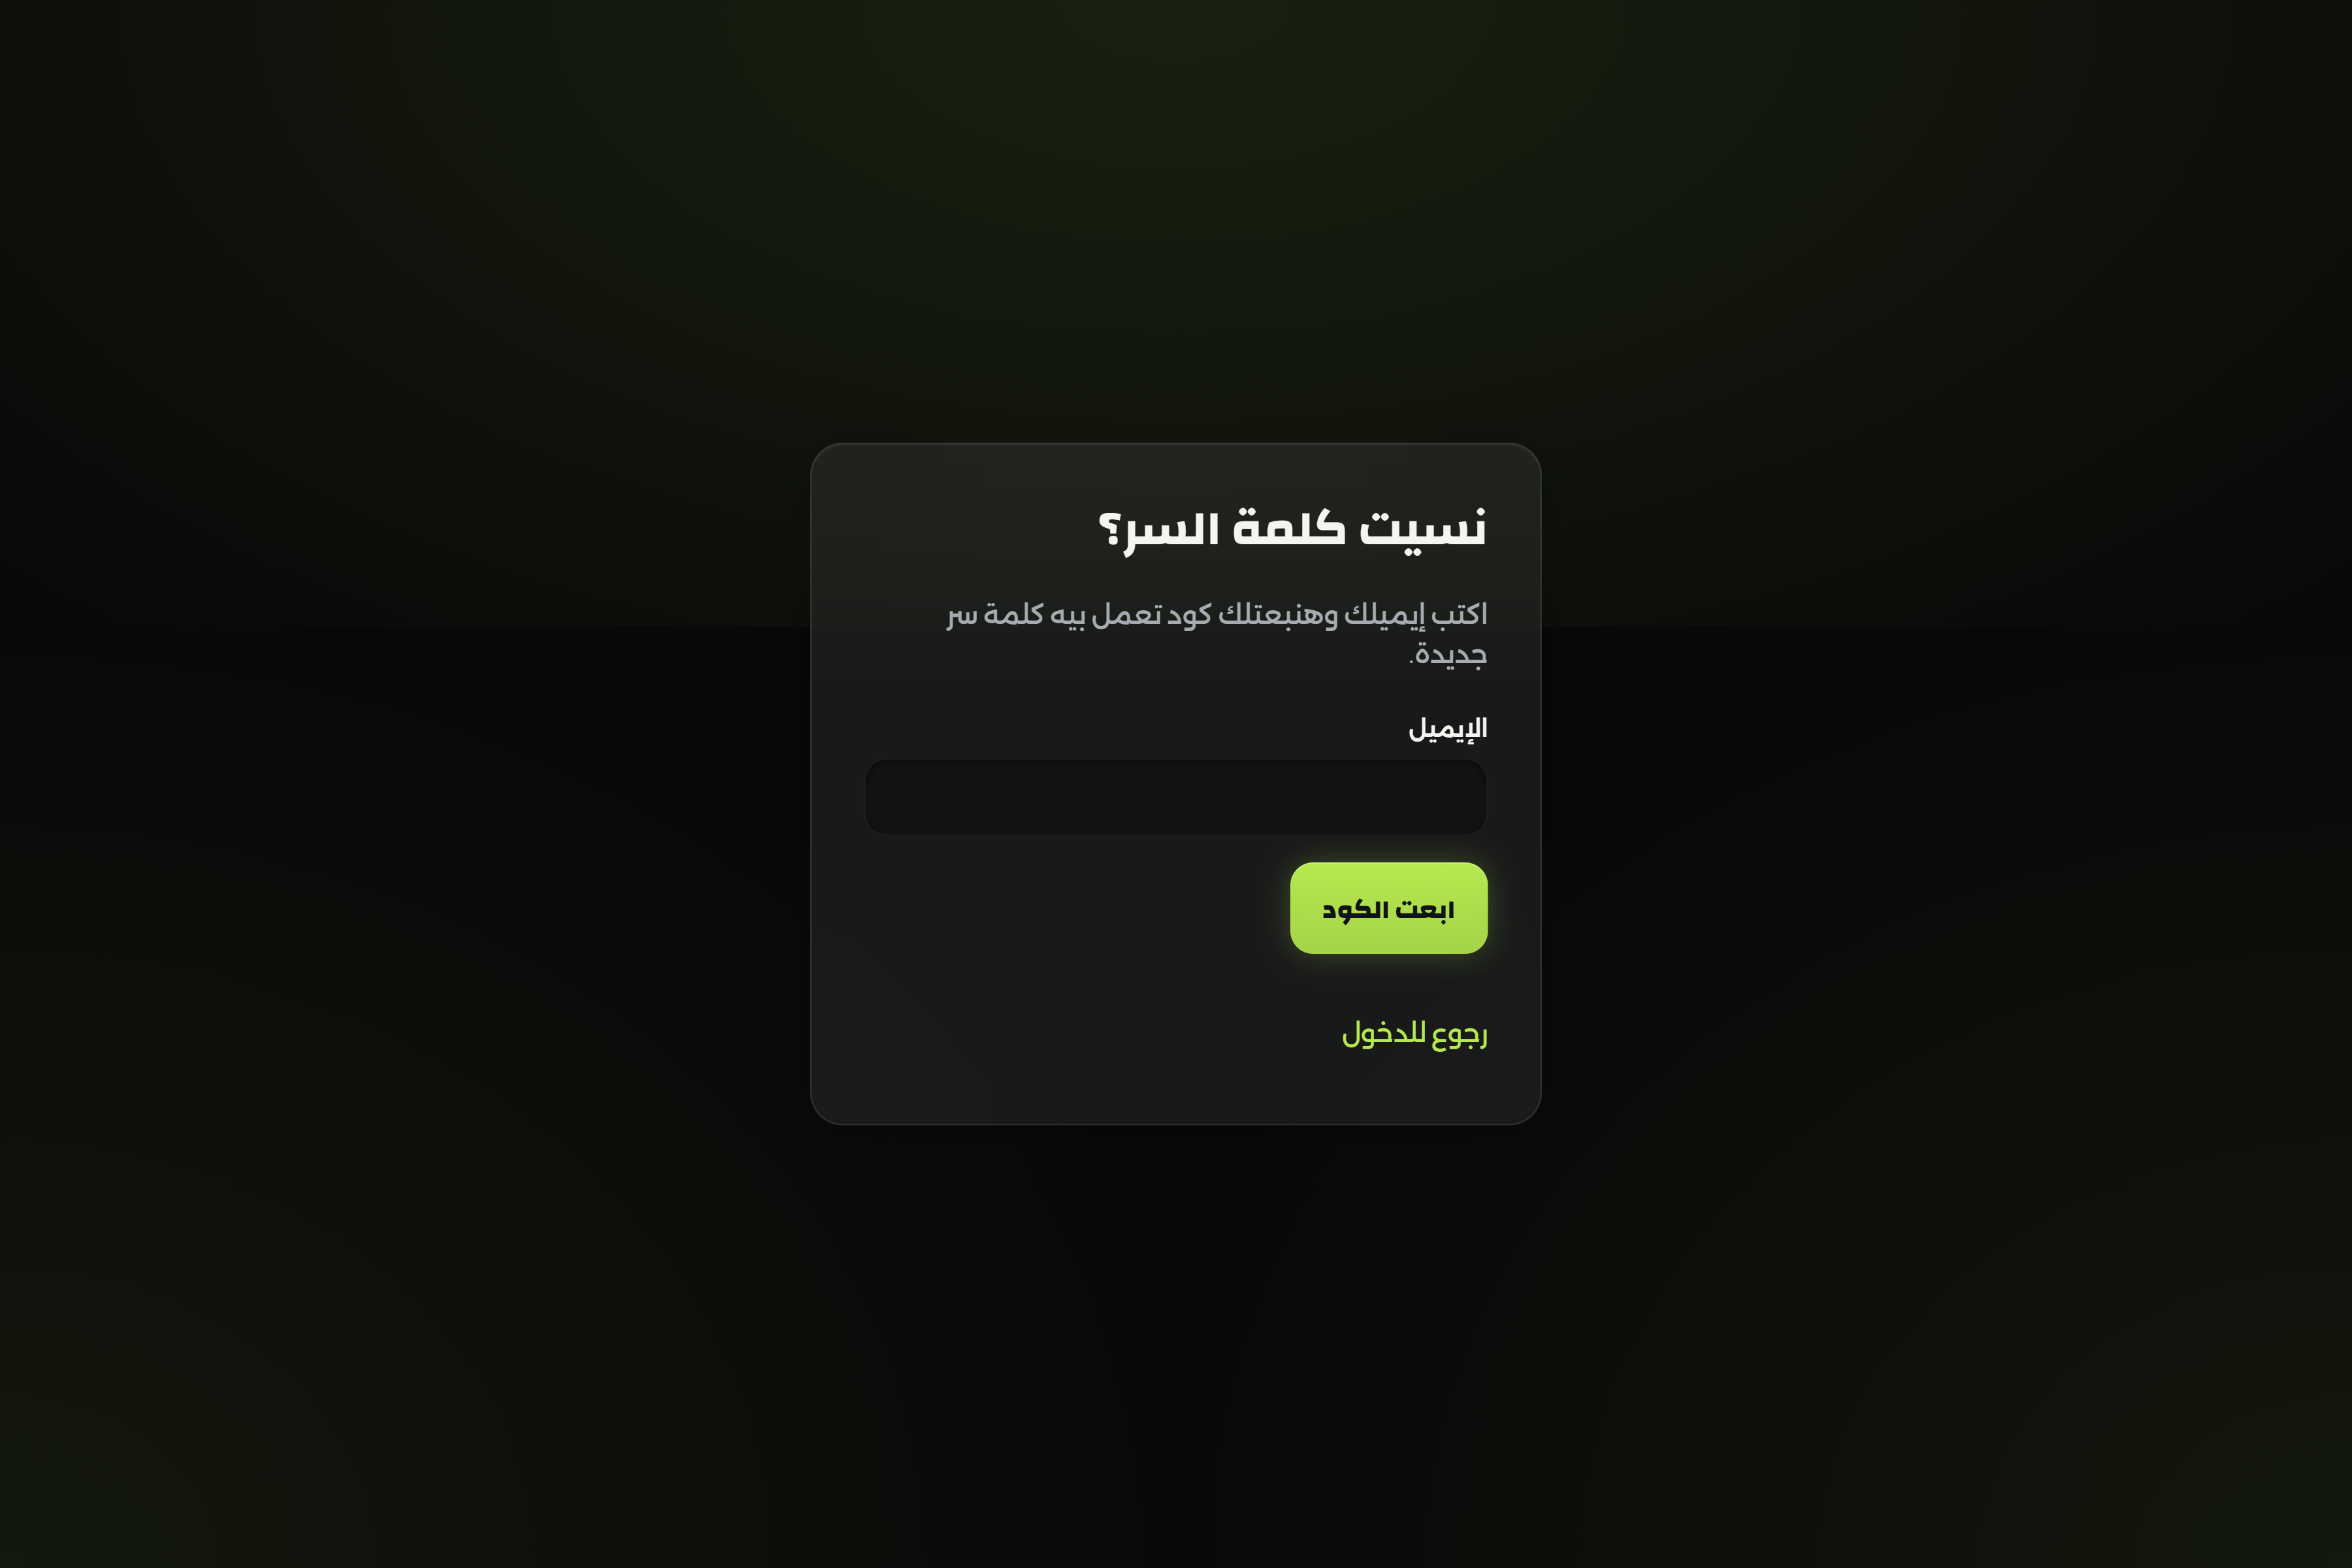 نسيت كلمة السر؟
اكتب إيميلك وهنبعتلك كود تعمل بيه كلمة سر
جديدة.
الإيميل
ابعت الكود
رجوع للدخول